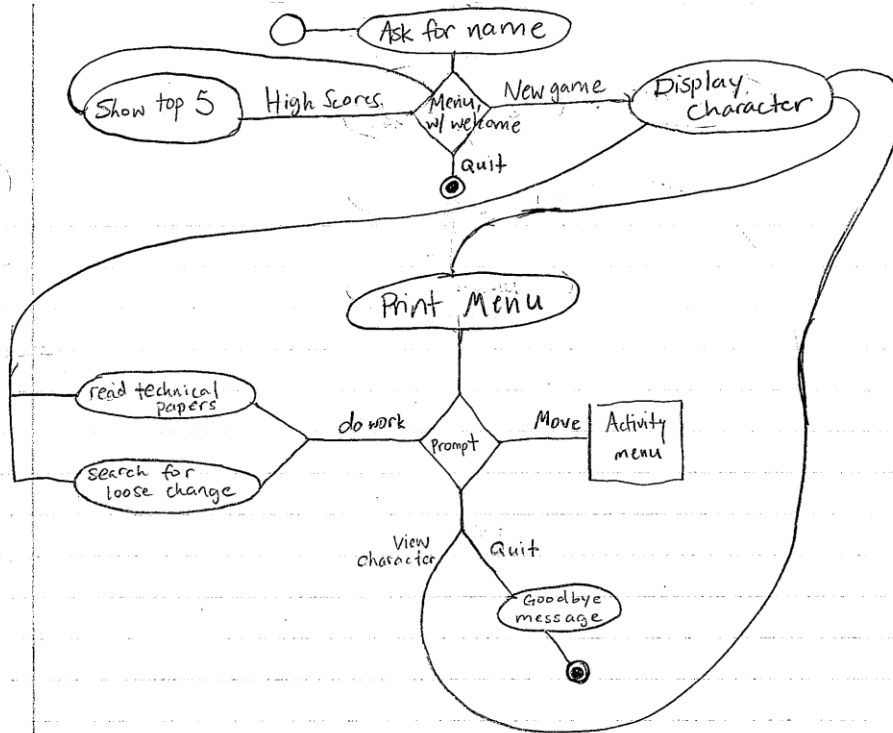 Ask for name
Show top 5
High Scores
Menu,
w/ welcome
New game
Display
character
Quit
Print Menu
read technical
papers
do work
Prompt
Move
Activity
menu
search for
loose change
View
character
Quit
Goodbye
message